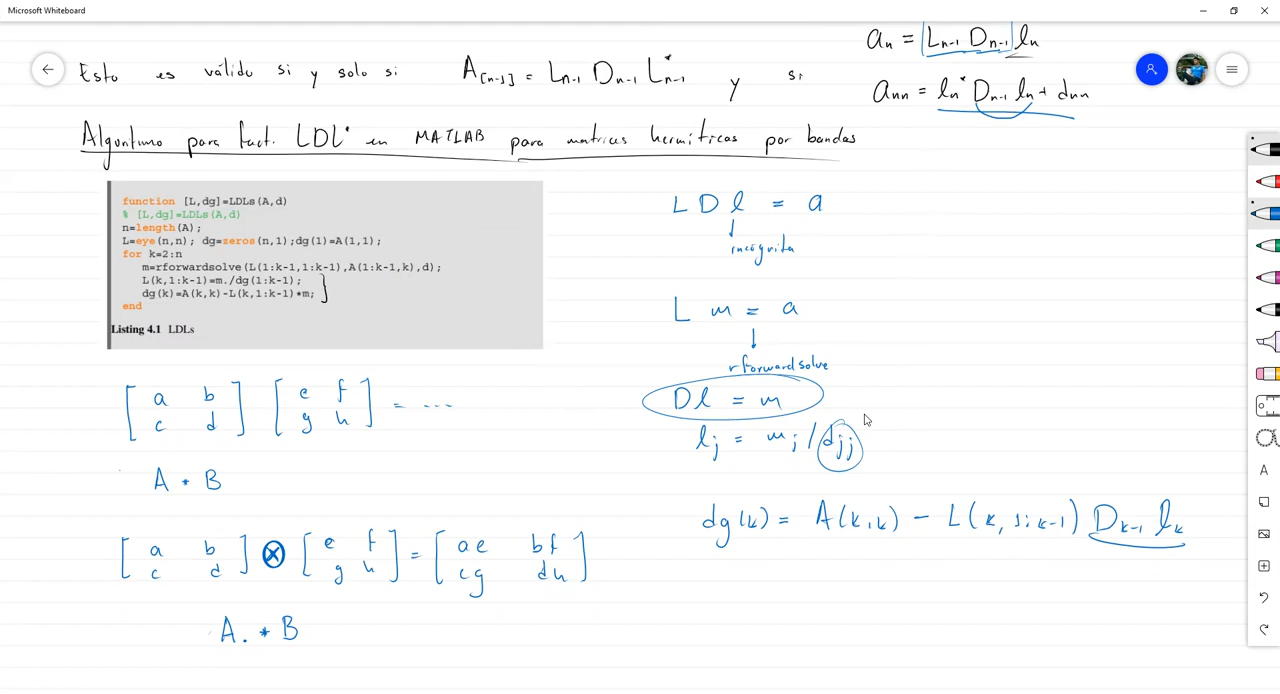 Microsoft Whiteboard
an = Ln-1 Dn-1 ln
Esto es válido si y solo si A[n-1] = Ln-1 Dn-1 L*n-1 y si
ann = ln* Dn-1 ln + dnn
Algoritmo para fact. LDL* en MATLAB para matrices hermíticas por bandas
function [L,dg]=LDLs(A,d)
% [L,dg]=LDLs(A,d)
n=length(A);
L=eye(n,n); dg=zeros(n,1);dg(1)=A(1,1);
for k=2:n
m=rforwardsolve(L(1:k-1,1:k-1),A(1:k-1,k),d);
L(k,1:k-1)=m./dg(1:k-1);
dg(k)=A(k,k)-L(k,1:k-1)*m;
end
Listing 4.1 LDLs
L D l = a
incógnita
L m = a
rforwardsolve
Dl = m
lj = mj / djj
dg(k) = A(k,k) - L(k,1:k-1) Dk-1 lk
[a b [e f
c d] g h] = ...
A * B
[a b ⊗ [e f = [ae bf
c d] g h] cg dh]
A. * B
A